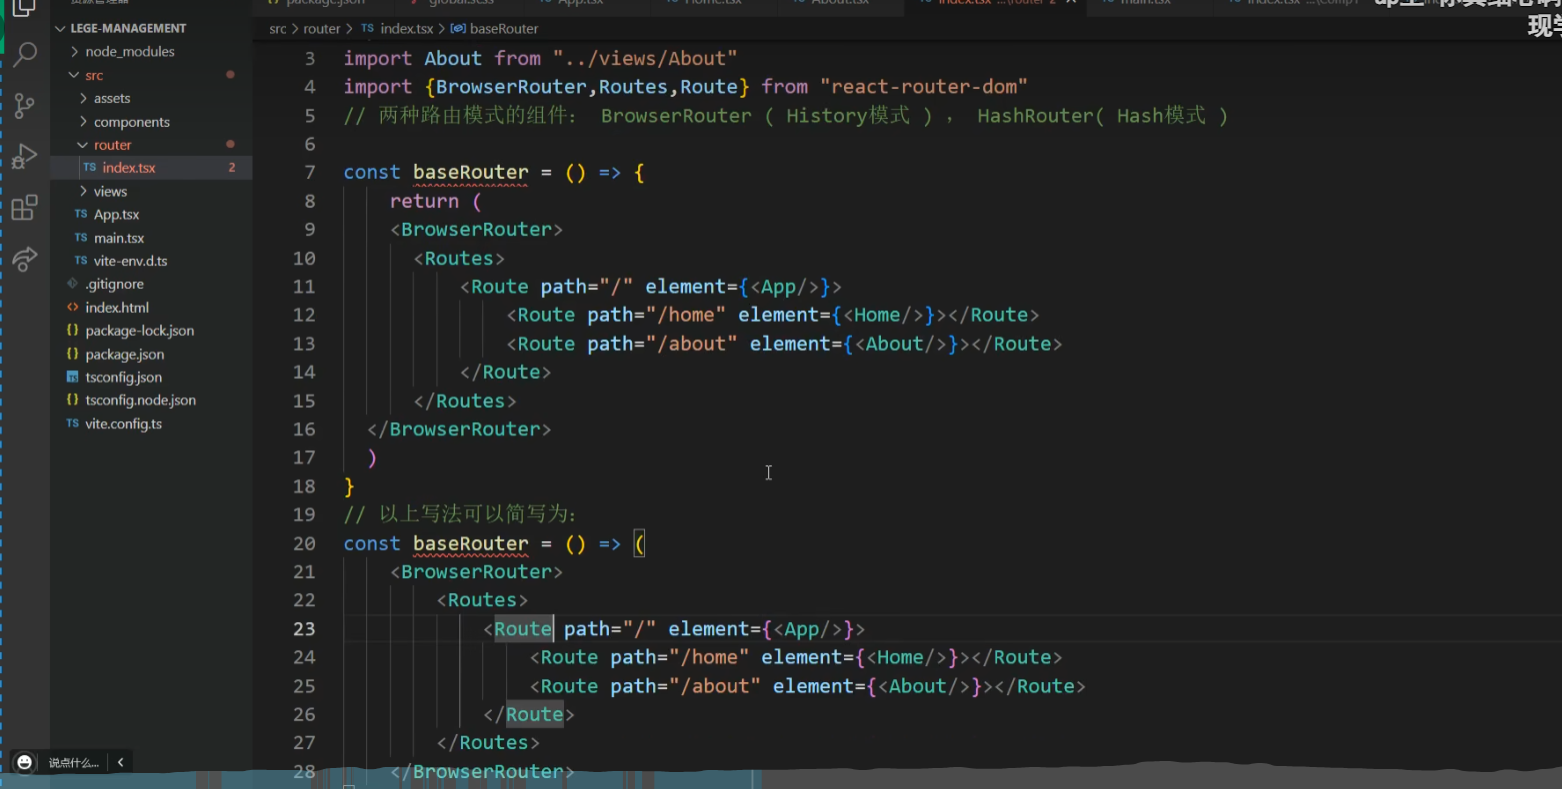 LEGE-MANAGEMENT
node_modules
src
assets
components
router
TS index.tsx 2
views
TS App.tsx
TS main.tsx
TS vite-env.d.ts
.gitignore
<> index.html
{} package-lock.json
{} package.json
TS tsconfig.json
{} tsconfig.node.json
TS vite.config.ts
说点什么...
src > router > TS index.tsx > baseRouter
现学
3 import About from "../views/About"
4 import {BrowserRouter,Routes,Route} from "react-router-dom"
5 // 两种路由模式的组件: BrowserRouter ( History模式 ) , HashRouter( Hash模式 )
6
7 const baseRouter = () => {
8 return (
9 <BrowserRouter>
10 <Routes>
11 <Route path="/" element={<App/>}>
12 <Route path="/home" element={<Home/>}></Route>
13 <Route path="/about" element={<About/>}></Route>
14 </Route>
15 </Routes>
16 </BrowserRouter>
17 )
18 }
19 // 以上写法可以简写为:
20 const baseRouter = () => (
21 <BrowserRouter>
22 <Routes>
23 <Route path="/" element={<App/>}>
24 <Route path="/home" element={<Home/>}></Route>
25 <Route path="/about" element={<About/>}></Route>
26 </Route>
27 </Routes>
28 </BrowserRouter>